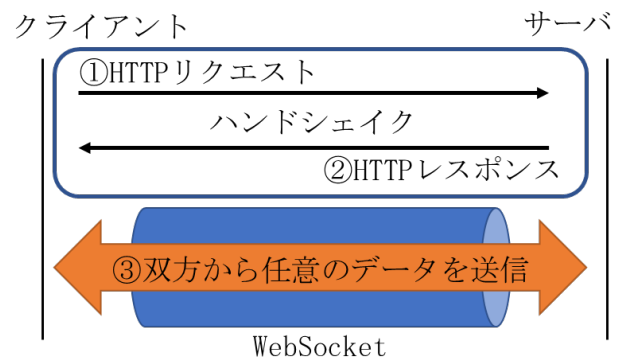 クライアント
サーバ
①HTTPリクエスト
ハンドシェイク
②HTTPレスポンス
③双方から任意のデータを送信
WebSocket